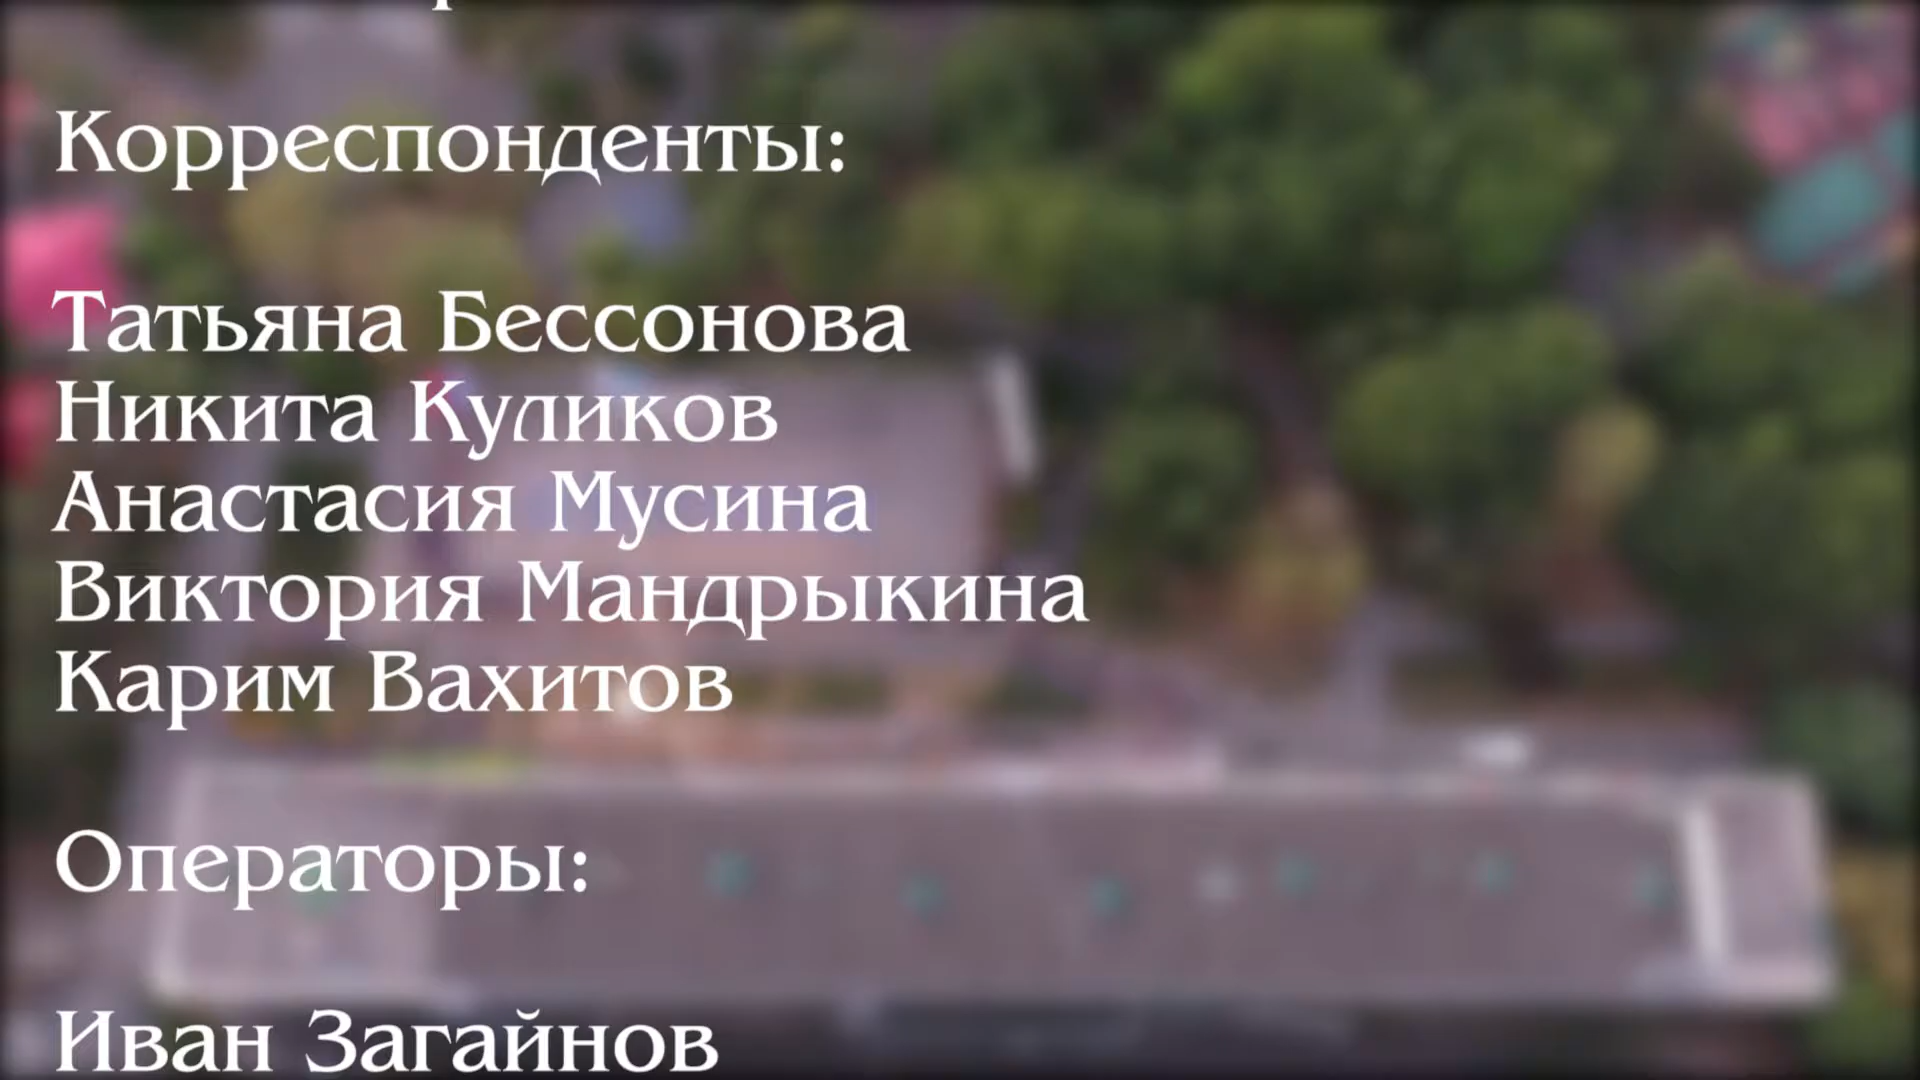 Корреспонденты:
Татьяна Бессонова
Никита Куликов
Анастасия Мусина
Виктория Мандрыкина
Карим Вахитов
Операторы:
Иван Загайнов